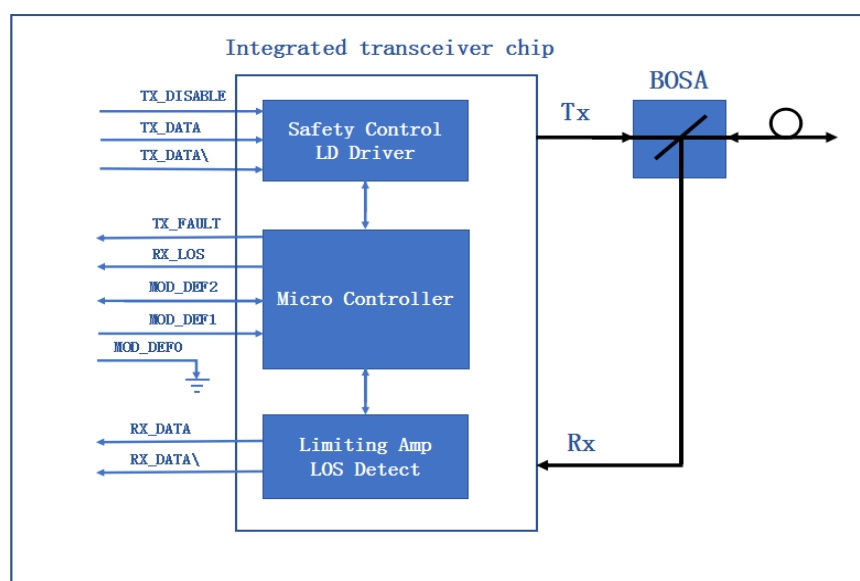 Integrated transceiver chip
BOSA
TX_DISABLE
TX_DATA
TX_DATA\
Safety Control
LD Driver
Tx
TX_FAULT
RX_LOS
MOD_DEF2
MOD_DEF1
MOD_DEF0
Micro Controller
RX_DATA
RX_DATA\
Limiting Amp
LOS Detect
Rx